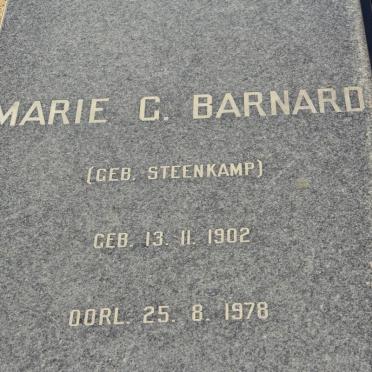 MARIE C. BARNARD
(GEB. STEENKAMP)
GEB. 13. 11. 1902
OORL. 25. 8. 1978